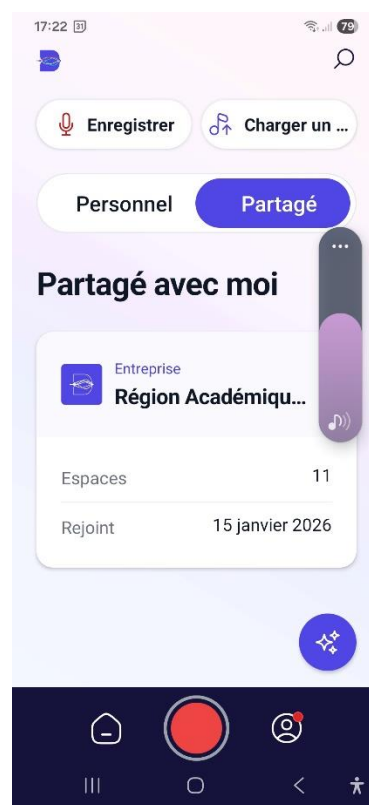 17:22 31 79
Enregistrer Charger un ...
Personnel Partagé
Partagé avec moi
Entreprise
Région Académiqu...
Espaces 11
Rejoint 15 janvier 2026